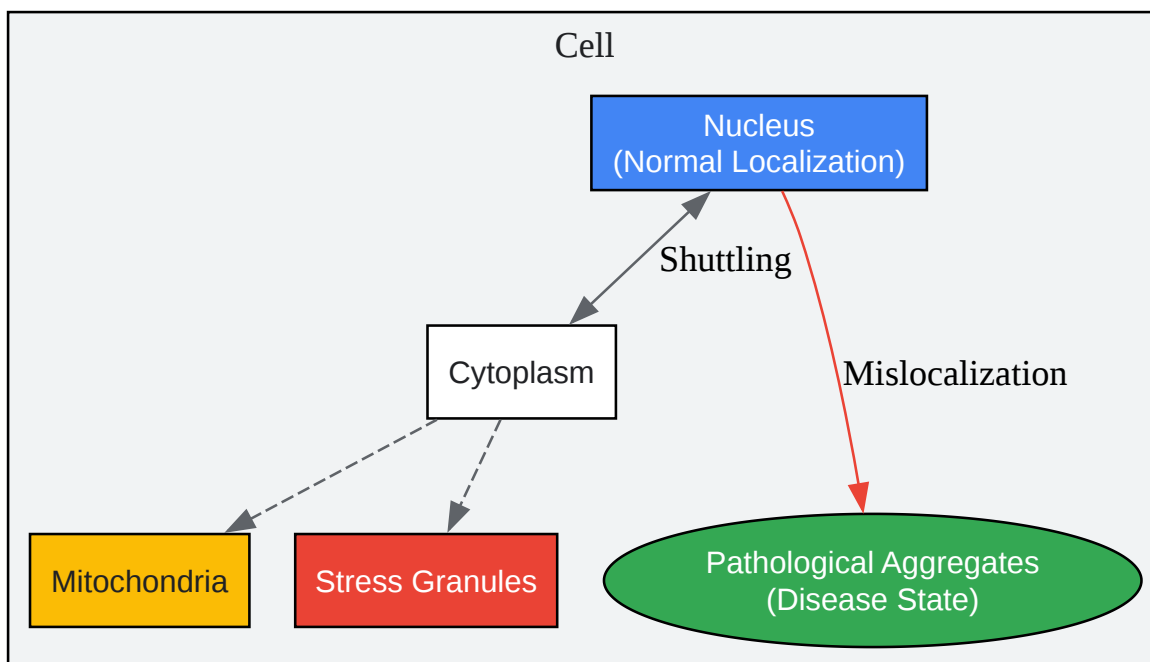 Cell
Nucleus
(Normal Localization)
Shuttling
Cytoplasm
Mislocalization
Mitochondria
Stress Granules
Pathological Aggregates
(Disease State)